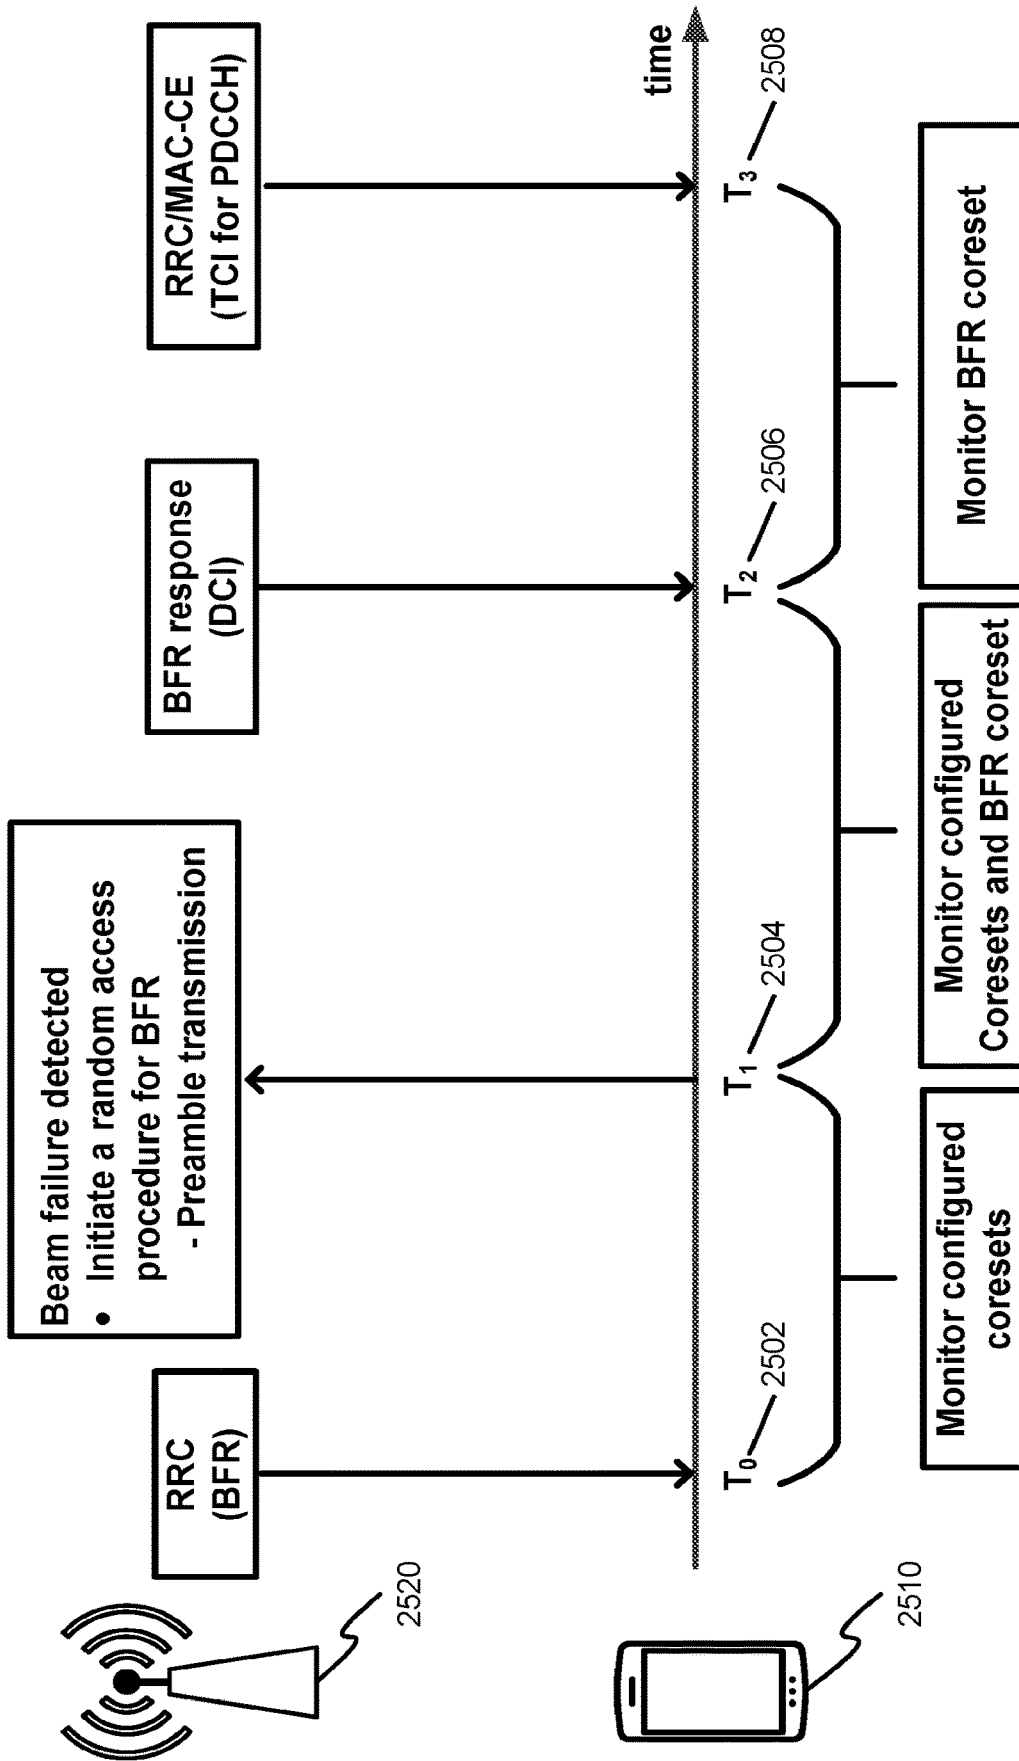 RRC
(BFR)
Beam failure detected
• Initiate a random access
procedure for BFR
- Preamble transmission
BFR response
(DCI)
RRC/MAC-CE
(TCI for PDCCH)
2520
time
2510
T0
2502
T1
2504
T2
2506
T3
2508
Monitor configured
coresets
Monitor configured
Coresets and BFR coreset
Monitor BFR coreset